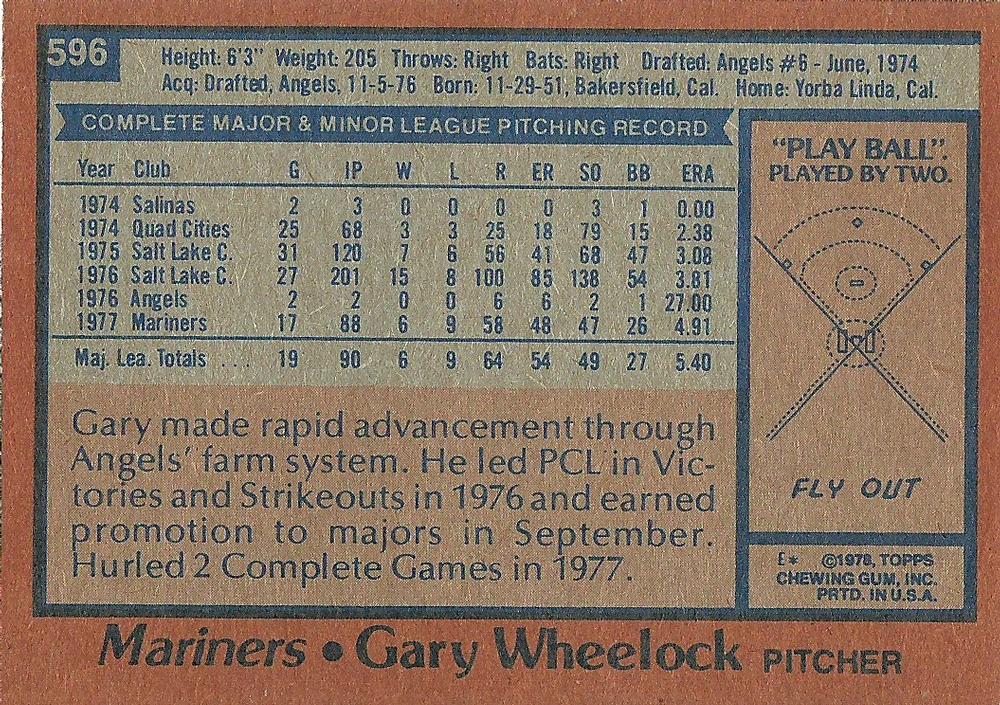 596
Height: 6'3" Weight: 205 Throws: Right Bats: Right Drafted: Angels #6 - June, 1974
Acq: Drafted, Angels, 11-5-76 Born: 11-29-51, Bakersfield, Cal. Home: Yorba Linda, Cal.
COMPLETE MAJOR & MINOR LEAGUE PITCHING RECORD
Year Club G IP W L R ER SO BB ERA
1974 Salinas 2 3 0 0 0 0 3 1 0.00
1974 Quad Cities 25 68 3 3 25 18 79 15 2.38
1975 Salt Lake C. 31 120 7 6 56 41 68 47 3.08
1976 Salt Lake C. 27 201 15 8 100 85 138 54 3.81
1976 Angels 2 2 0 0 6 6 2 1 27.00
1977 Mariners 17 88 6 9 58 48 47 26 4.91
Maj. Lea. Totals . . . 19 90 6 9 64 54 49 27 5.40
Gary made rapid advancement through
Angels' farm system. He led PCL in Vic-
tories and Strikeouts in 1976 and earned
promotion to majors in September.
Hurled 2 Complete Games in 1977.
"PLAY BALL".
PLAYED BY TWO.
FLY OUT
E* ©1978, TOPPS
CHEWING GUM, INC.
PRTD. IN U.S.A.
Mariners • Gary Wheelock PITCHER